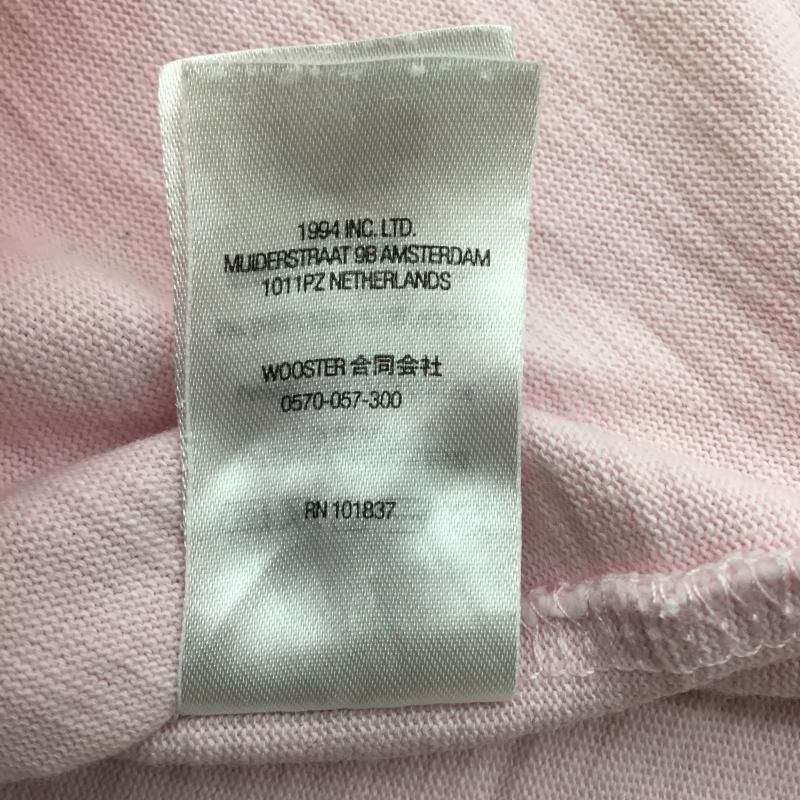 1994 INC. LTD.
MUIDERSTRAAT 9B AMSTERDAM
1011PZ NETHERLANDS
WOOSTER 合同会社
0570-057-300
RN 101837